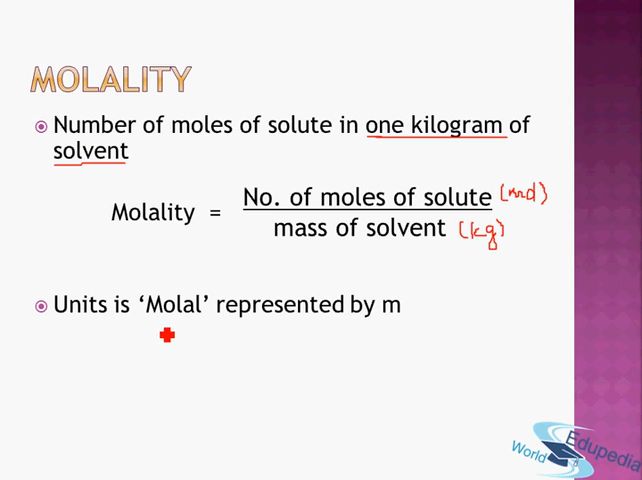 MOLALITY
Number of moles of solute in one kilogram of
solvent
No. of moles of solute (mol)
Molality =
mass of solvent (kg)
Units is ‘Molal’ represented by m
World Edupedia